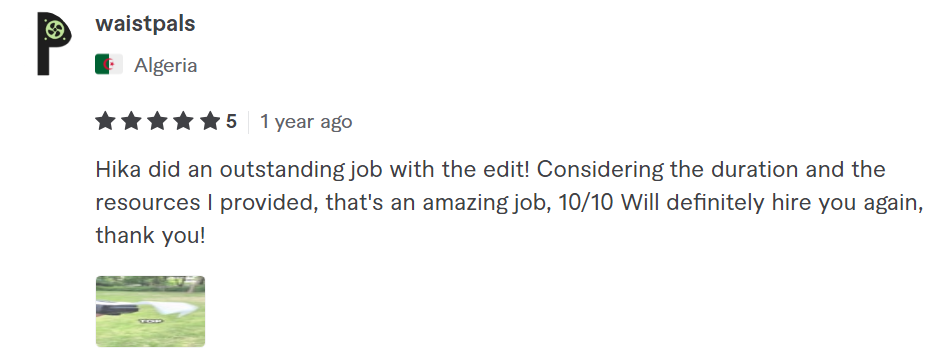 waistpals
Algeria
5 1 year ago
Hika did an outstanding job with the edit! Considering the duration and the
resources I provided, that's an amazing job, 10/10 Will definitely hire you again,
thank you!